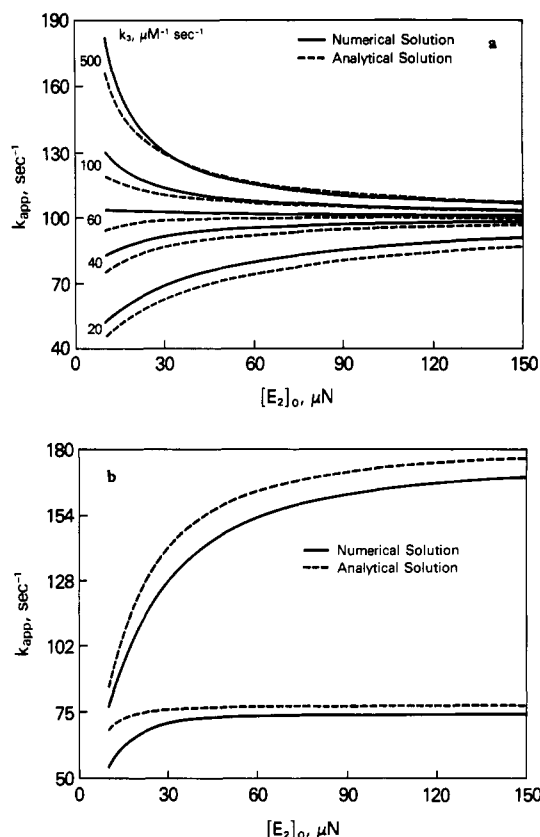 190
k₃, μM⁻¹ sec⁻¹
Numerical Solution
a
Analytical Solution
500
160
130
100
100
60
40
70
20
40
0
30
60
90
120
150
kapp, sec⁻¹
[E₂]₀, μN
180
b
154
Numerical Solution
128
Analytical Solution
102
75
50
0
30
60
90
120
150
kapp, sec⁻¹
[E₂]₀, μN